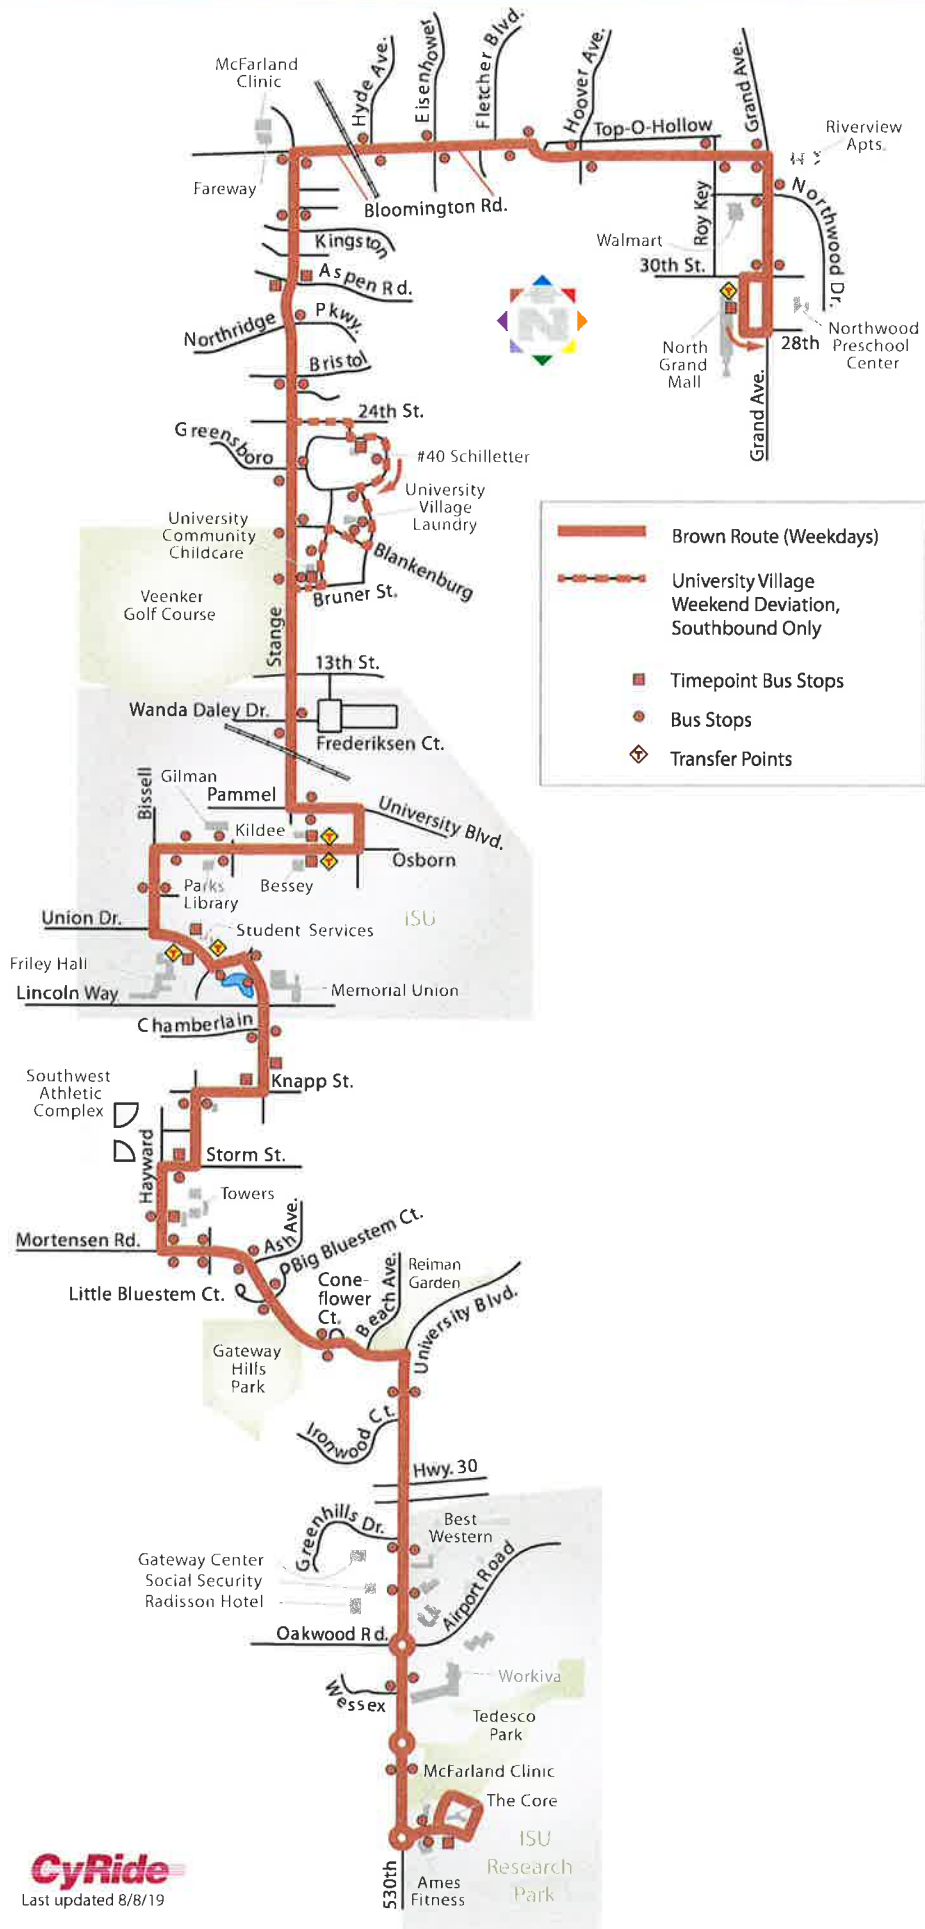 McFarland
Clinic
Hyde Ave.
Eisenhower
Fletcher Blvd.
Hoover Ave.
Grand Ave.
Top-O-Hollow
Riverview
Apts.
Fareway
Bloomington Rd.
Northwood Dr.
Roy Key
Walmart
Kingston
30th St.
Aspen Rd.
Northridge Pkwy.
N
North
Grand
Mall
28th
Northwood
Preschool
Center
Grand Ave.
Bristol
24th St.
Greensboro
#40 Schilletter
University
Village
Laundry
University
Community
Childcare
Blankenburg
Bruner St.
Veenker
Golf Course
Stange
Brown Route (Weekdays)
University Village
Weekend Deviation,
Southbound Only
Timepoint Bus Stops
Bus Stops
T Transfer Points
13th St.
Wanda Daley Dr.
Frederiksen Ct.
Bissell
Gilman
Pammel
University Blvd.
Kildee
T
T
Osborn
Parks
Library
Bessey
ISU
Union Dr.
Student Services
T
T
Friley Hall
Lincoln Way
Memorial Union
Chamberlain
Knapp St.
Southwest
Athletic
Complex
Hayward
Storm St.
Towers
Mortensen Rd.
Ash Ave.
Big Bluestem Ct.
Little Bluestem Ct.
Cone-
flower
Ct.
Beach Ave.
Reiman
Garden
University Blvd.
Gateway
Hills
Park
Ironwood Ct.
Hwy. 30
Greenhills Dr.
Best
Western
Gateway Center
Social Security
Radisson Hotel
Airport Road
Oakwood Rd.
Wessex
Workiva
Tedesco
Park
McFarland Clinic
The Core
ISU
Research
Park
530th
Ames
Fitness
CyRide
Last updated 8/8/19